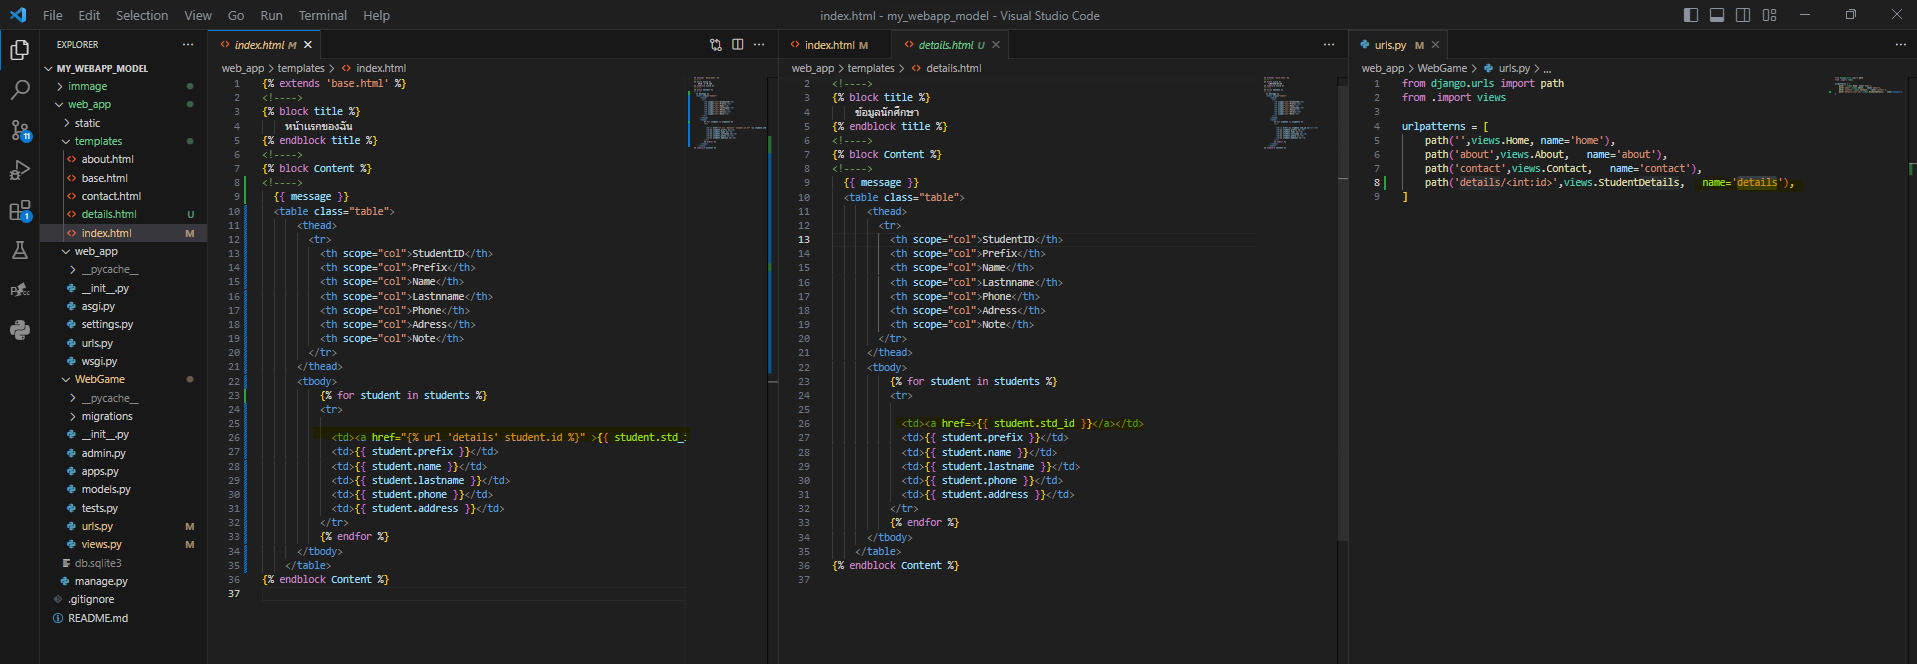 File Edit Selection View Go Run Terminal Help
index.html - my_webapp_model - Visual Studio Code
EXPLORER
MY_WEBAPP_MODEL
immage
web_app
static
templates
about.html
base.html
contact.html
details.html U
index.html M
web_app
__pycache__
__init__.py
asgi.py
settings.py
urls.py
wsgi.py
WebGame
__pycache__
migrations
__init__.py
admin.py
apps.py
models.py
tests.py
urls.py M
views.py M
db.sqlite3
manage.py
.gitignore
README.md
11
1
index.html M
web_app > templates > index.html
1 {% extends 'base.html' %}
2 <!---->
3 {% block title %}
4 หน้าแรกของฉัน
5 {% endblock title %}
6 <!---->
7 {% block Content %}
8 <!---->
9 {{ message }}
10 <table class="table">
11 <thead>
12 <tr>
13 <th scope="col">StudentID</th>
14 <th scope="col">Prefix</th>
15 <th scope="col">Name</th>
16 <th scope="col">Lastnname</th>
17 <th scope="col">Phone</th>
18 <th scope="col">Adress</th>
19 <th scope="col">Note</th>
20 </tr>
21 </thead>
22 <tbody>
23 {% for student in students %}
24 <tr>
25
26 <td><a href="{% url 'details' student.id %}" >{{ student.std_i
27 <td>{{ student.prefix }}</td>
28 <td>{{ student.name }}</td>
29 <td>{{ student.lastname }}</td>
30 <td>{{ student.phone }}</td>
31 <td>{{ student.address }}</td>
32 </tr>
33 {% endfor %}
34 </tbody>
35 </table>
36 {% endblock Content %}
37
index.html M details.html U
web_app > templates > details.html
2 <!---->
3 {% block title %}
4 ข้อมูลนักศึกษา
5 {% endblock title %}
6 <!---->
7 {% block Content %}
8 <!---->
9 {{ message }}
10 <table class="table">
11 <thead>
12 <tr>
13 <th scope="col">StudentID</th>
14 <th scope="col">Prefix</th>
15 <th scope="col">Name</th>
16 <th scope="col">Lastnname</th>
17 <th scope="col">Phone</th>
18 <th scope="col">Adress</th>
19 <th scope="col">Note</th>
20 </tr>
21 </thead>
22 <tbody>
23 {% for student in students %}
24 <tr>
25
26 <td><a href=>{{ student.std_id }}</a></td>
27 <td>{{ student.prefix }}</td>
28 <td>{{ student.name }}</td>
29 <td>{{ student.lastname }}</td>
30 <td>{{ student.phone }}</td>
31 <td>{{ student.address }}</td>
32 </tr>
33 {% endfor %}
34 </tbody>
35 </table>
36 {% endblock Content %}
37
urls.py M
web_app > WebGame > urls.py > ...
1 from django.urls import path
2 from .import views
3
4 urlpatterns = [
5 path('',views.Home, name='home'),
6 path('about',views.About, name='about'),
7 path('contact',views.Contact, name='contact'),
8 path('details/<int:id>',views.StudentDetails, name='details'),
9 ]